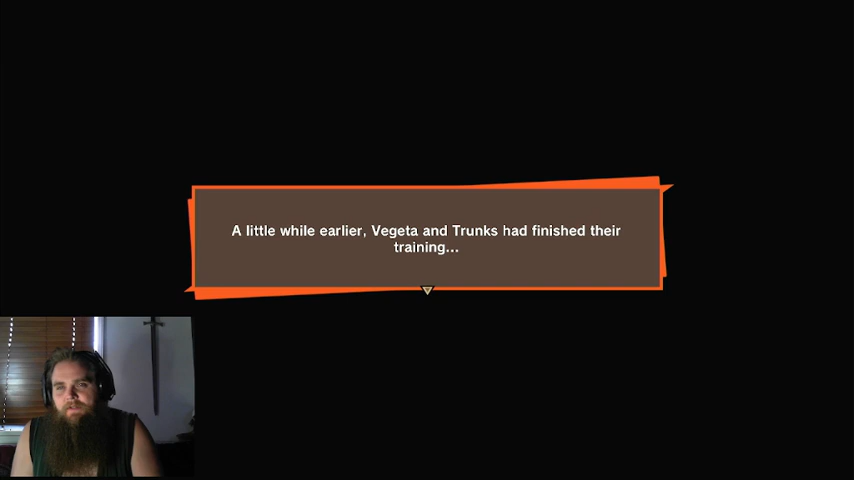 A little while earlier, Vegeta and Trunks had finished their
training...